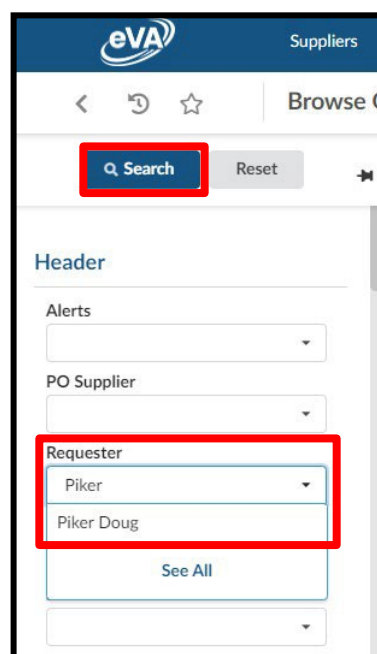 eVA Suppliers
Browse
Search Reset
Header
Alerts
PO Supplier
Requester
Piker
Piker Doug
See All